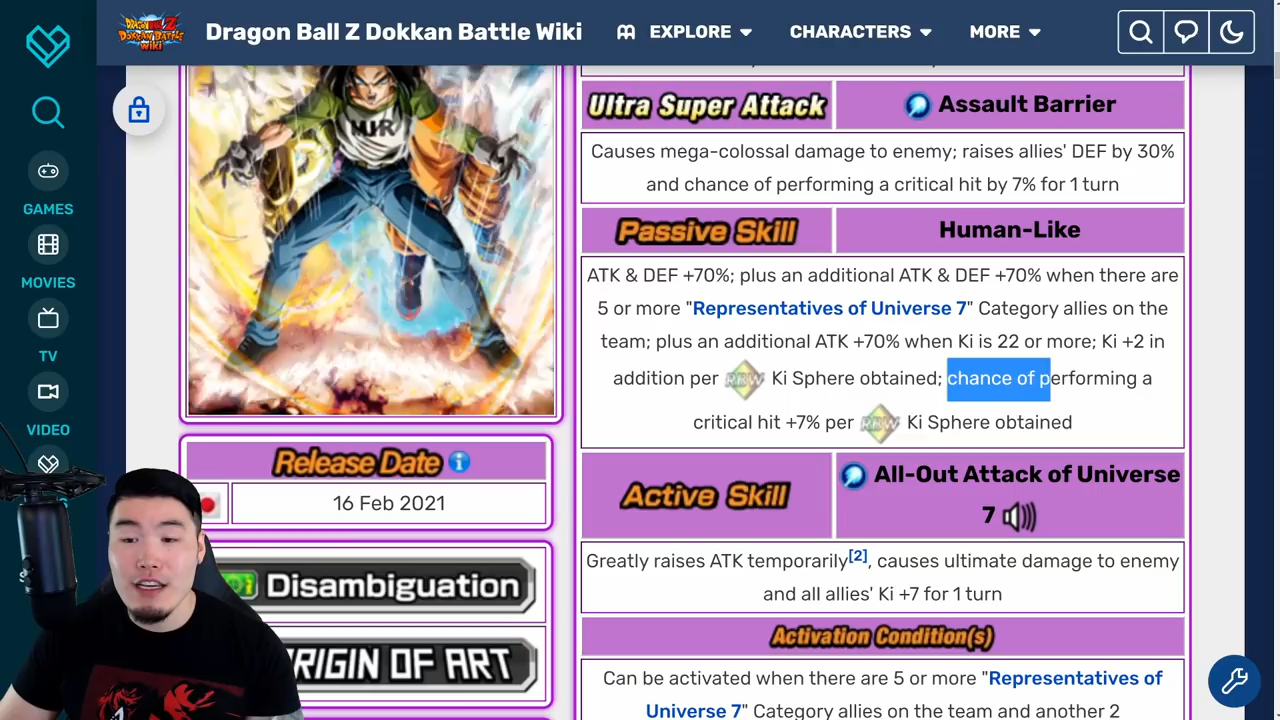 DRAGON BALL Z
DOKKAN BATTLE
WIKI
Dragon Ball Z Dokkan Battle Wiki
EXPLORE
CHARACTERS
MORE
GAMES
MOVIES
TV
VIDEO
MIR
Release Date
16 Feb 2021
Disambiguation
RIGIN OF ART
Ultra Super Attack
Assault Barrier
Causes mega-colossal damage to enemy; raises allies' DEF by 30%
and chance of performing a critical hit by 7% for 1 turn
Passive Skill
Human-Like
ATK & DEF +70%; plus an additional ATK & DEF +70% when there are
5 or more "Representatives of Universe 7" Category allies on the
team; plus an additional ATK +70% when Ki is 22 or more; Ki +2 in
addition per RBW Ki Sphere obtained; chance of performing a
critical hit +7% per RBW Ki Sphere obtained
Active Skill
All-Out Attack of Universe
7
Greatly raises ATK temporarily[2], causes ultimate damage to enemy
and all allies' Ki +7 for 1 turn
Activation Condition(s)
Can be activated when there are 5 or more "Representatives of
Universe 7" Category allies on the team and another 2